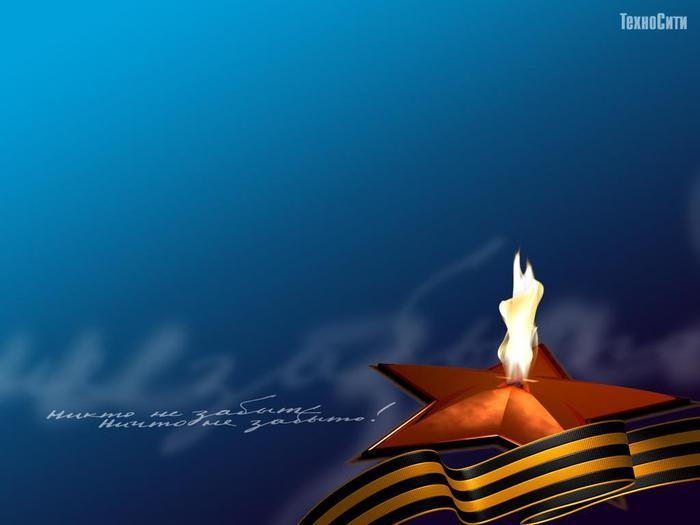 ТехноСити
никто не забыт
ничто не забыто!